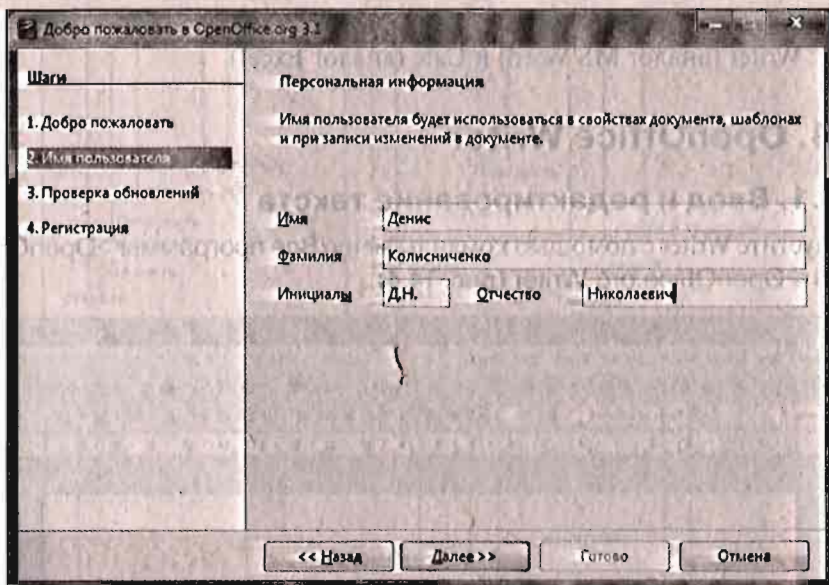 Добро пожаловать в OpenOffice.org 3.1
Шаги
1. Добро пожаловать
2. Имя пользователя
3. Проверка обновлений
4. Регистрация
Персональная информация
Имя пользователя будет использоваться в свойствах документа, шаблонах
и при записи изменений в документе.
Имя Денис
Фамилия Колисниченко
Инициалы Д.Н. Отчество Николаевич
<< Назад Далее >> Готово Отмена